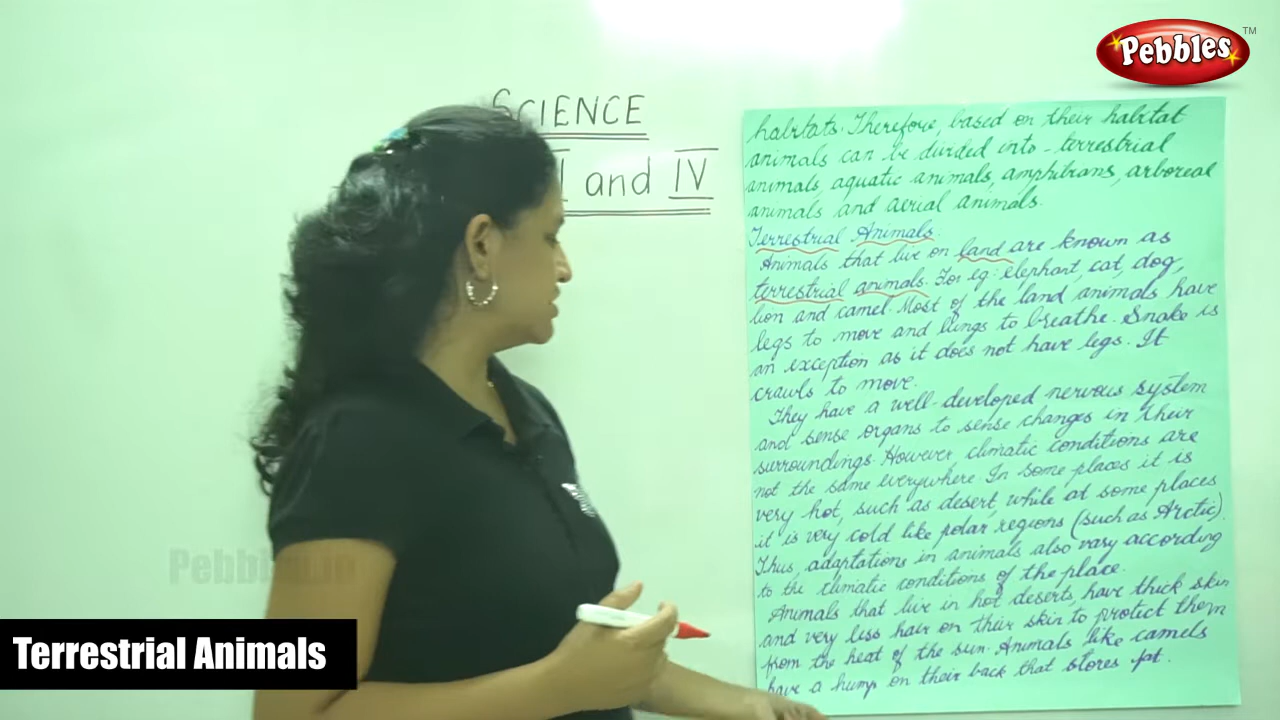 Pebbles TM
SCIENCE
I and IV
habitats. Therefore, based on their habitat
animals can be divided into - terrestrial
animals, aquatic animals, amphibians, arboreal
animals and aerial animals.
Terrestrial Animals.
Animals that live on land are known as
terrestrial animals. For eg: elephant, cat, dog,
lion and camel. Most of the land animals have
legs to move and lungs to breathe. Snake is
an exception as it does not have legs. It
crawls to move.
They have a well-developed nervous system
and sense organs to sense changes in their
surroundings. However climatic conditions are
not the same everywhere. In some places it is
very hot, such as desert, while at some places
it is very cold like polar regions (such as Arctic).
Thus, adaptations in animals also vary according
to the climatic conditions of the place.
Animals that live in hot deserts, have thick skin
and very less hair on their skin to protect them
from the heat of the sun. Animals like camels
have a hump on their back that stores fat.
Terrestrial Animals